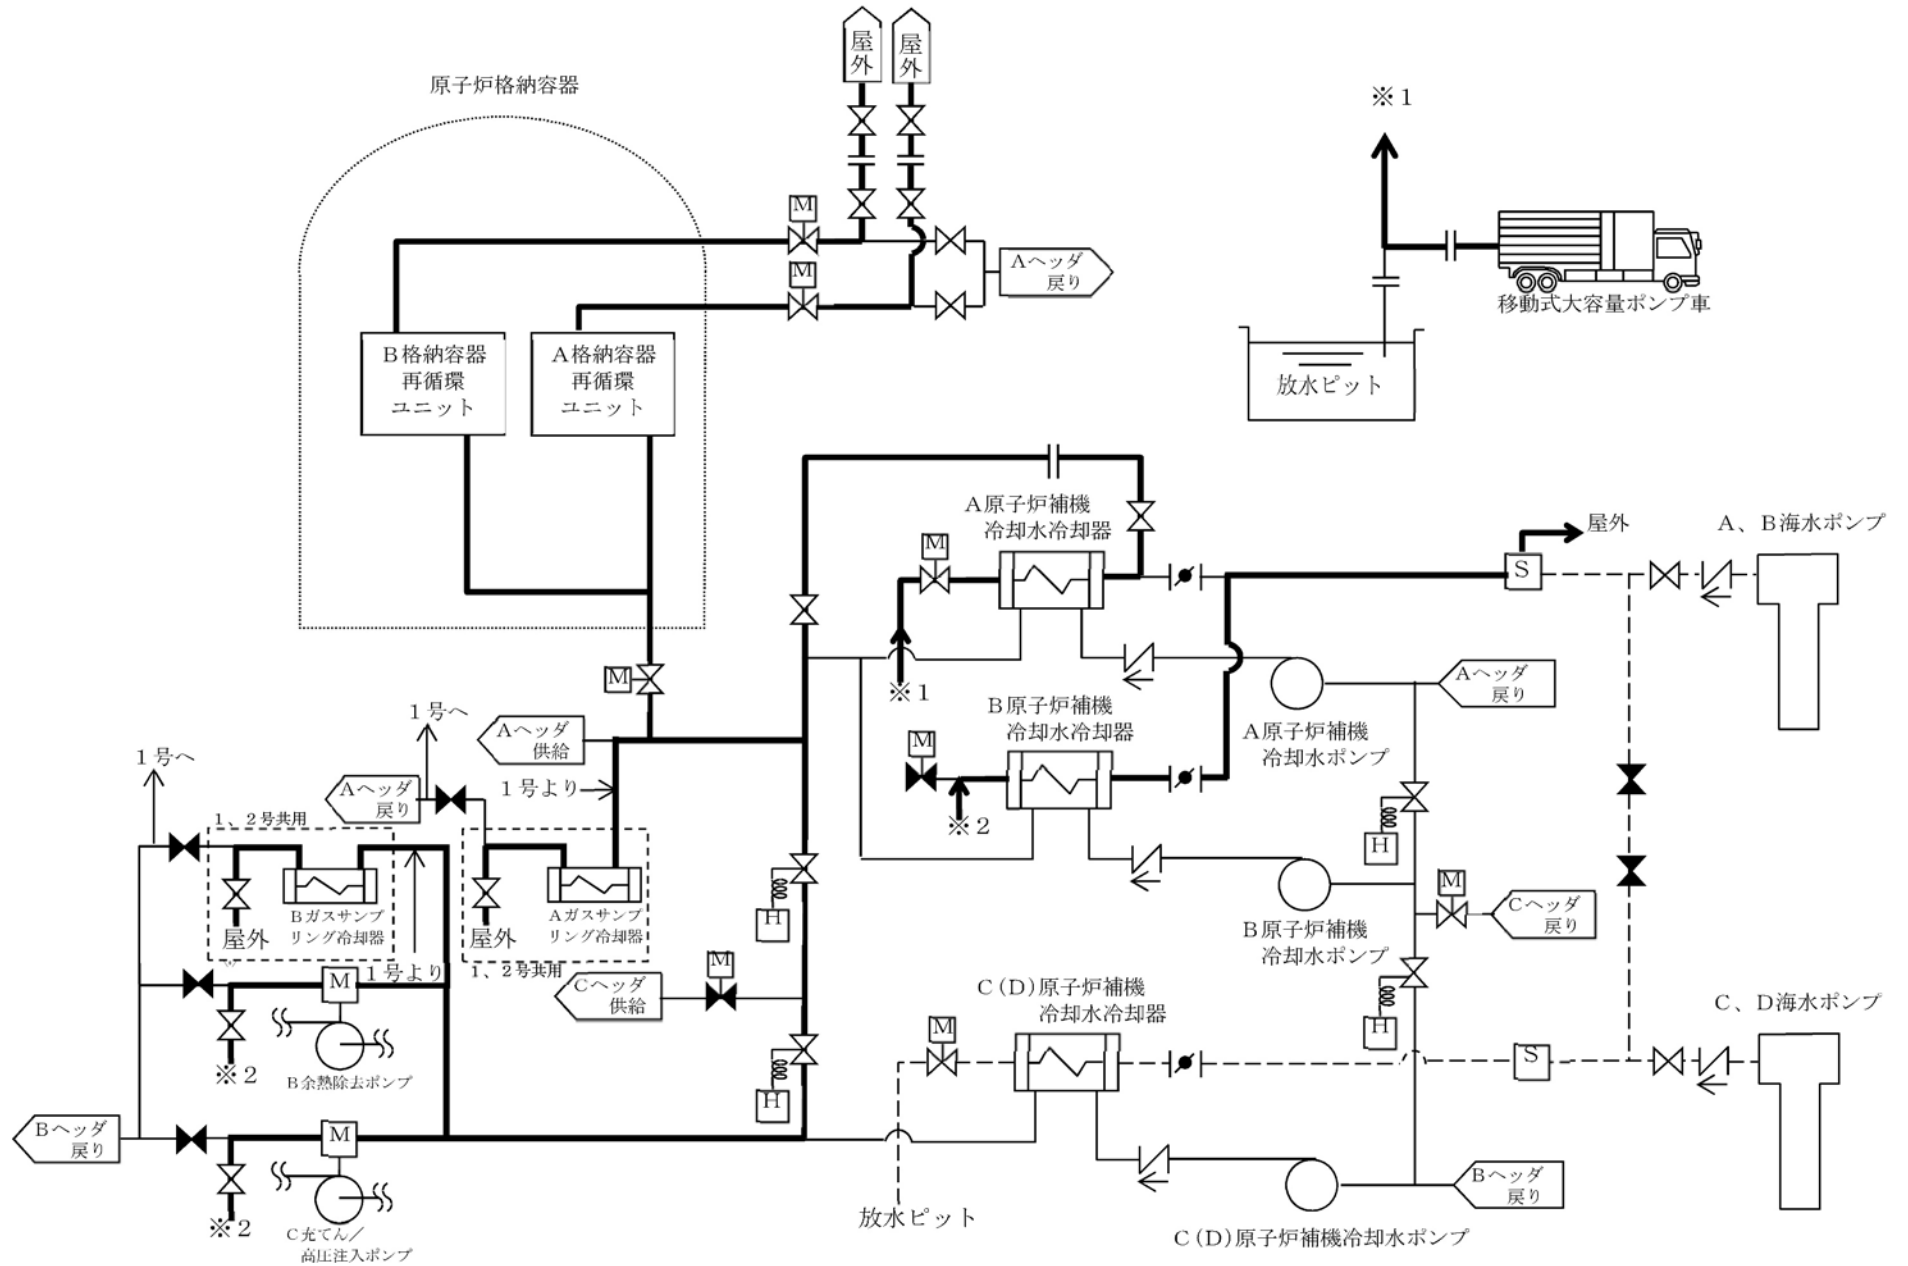 屋外
屋外
原子炉格納容器
※1
M
M
Aヘッダ
戻り
移動式大容量ポンプ車
放水ピット
B格納容器
再循環
ユニット
A格納容器
再循環
ユニット
A原子炉補機
冷却水冷却器
M
屋外
S
A、B海水ポンプ
M
※1
Aヘッダ
戻り
A原子炉補機
冷却水ポンプ
B原子炉補機
冷却水冷却器
M
※2
1号へ
Aヘッダ
供給
1号へ
1号より
Aヘッダ
戻り
1、2号共用
H
H
M
Cヘッダ
戻り
Bガスサンプ
リング冷却器
屋外
Aガスサンプ
リング冷却器
屋外
1、2号共用
1号より
B原子炉補機
冷却水ポンプ
M
Cヘッダ
供給
M
C(D)原子炉補機
冷却水冷却器
M
H
S
C、D海水ポンプ
※2
B余熱除去ポンプ
H
Bヘッダ
戻り
M
※2
C充てん/
高圧注入ポンプ
放水ピット
Bヘッダ
戻り
C(D)原子炉補機冷却水ポンプ